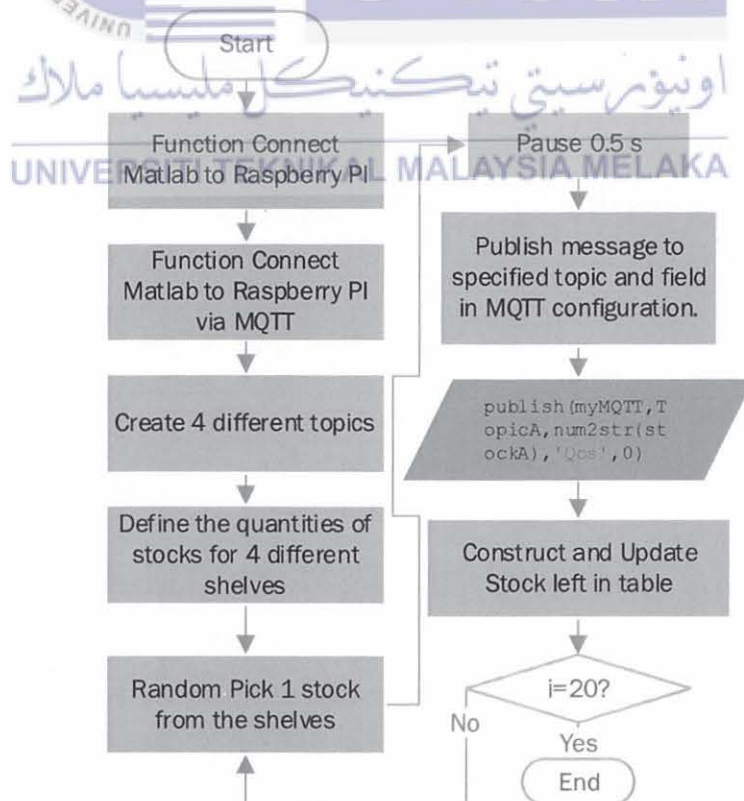 Start
اونيۏرسيتي تيكنيكل مليسيا ملاك
UNIVERSITI TEKNIKAL MALAYSIA MELAKA
Function Connect
Matlab to Raspberry PI
Function Connect
Matlab to Raspberry PI
via MQTT
Create 4 different topics
Define the quantities of
stocks for 4 different
shelves
Random Pick 1 stock
from the shelves
Pause 0.5 s
Publish message to
specified topic and field
in MQTT configuration.
publish(myMQTT,T
opicA,num2str(st
ockA),'Qos',0)
Construct and Update
Stock left in table
i=20?
No
Yes
End